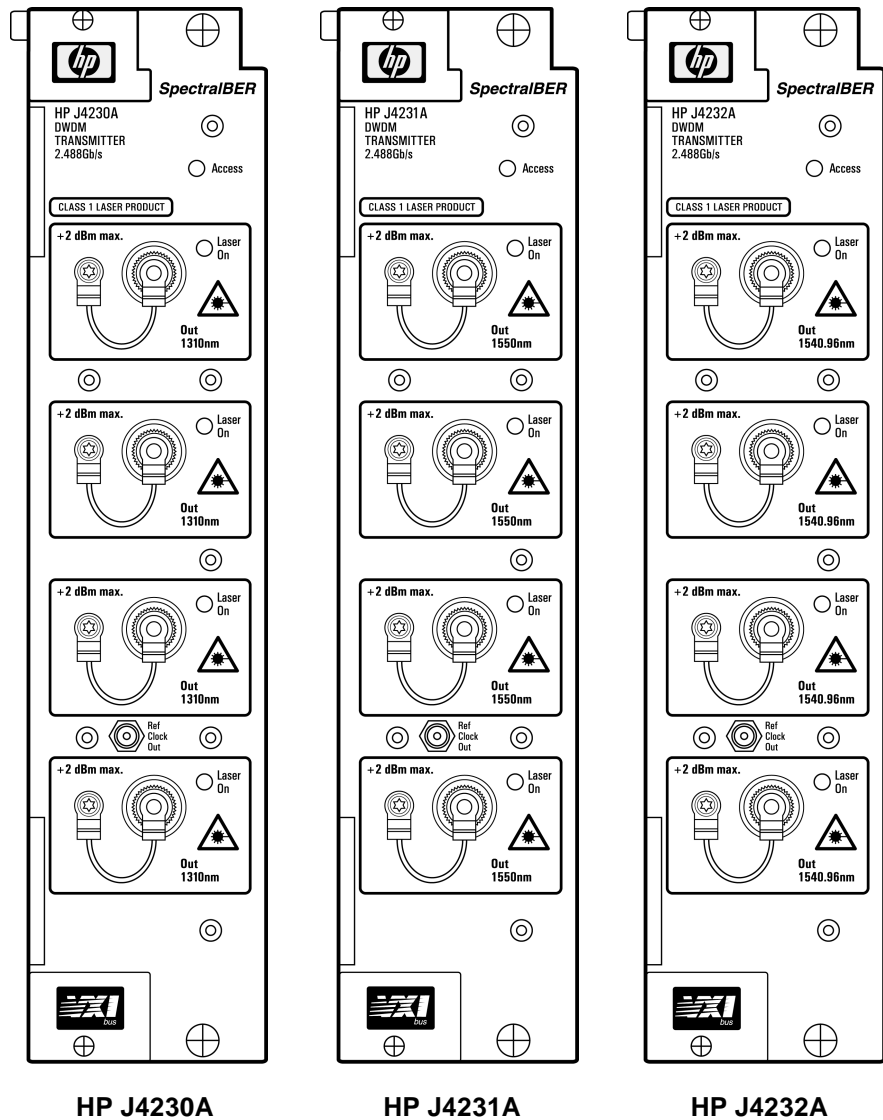 hp
SpectralBER
HP J4230A
DWDM
TRANSMITTER
2.488Gb/s
Access
CLASS 1 LASER PRODUCT
+2 dBm max.
Laser
On
Out
1310nm
+2 dBm max.
Laser
On
Out
1310nm
+2 dBm max.
Laser
On
Out
1310nm
Ref
Clock
Out
+2 dBm max.
Laser
On
Out
1310nm
VXI
bus
HP J4230A
hp
SpectralBER
HP J4231A
DWDM
TRANSMITTER
2.488Gb/s
Access
CLASS 1 LASER PRODUCT
+2 dBm max.
Laser
On
Out
1550nm
+2 dBm max.
Laser
On
Out
1550nm
+2 dBm max.
Laser
On
Out
1550nm
Ref
Clock
Out
+2 dBm max.
Laser
On
Out
1550nm
VXI
bus
HP J4231A
hp
SpectralBER
HP J4232A
DWDM
TRANSMITTER
2.488Gb/s
Access
CLASS 1 LASER PRODUCT
+2 dBm max.
Laser
On
Out
1540.96nm
+2 dBm max.
Laser
On
Out
1540.96nm
+2 dBm max.
Laser
On
Out
1540.96nm
Ref
Clock
Out
+2 dBm max.
Laser
On
Out
1540.96nm
VXI
bus
HP J4232A